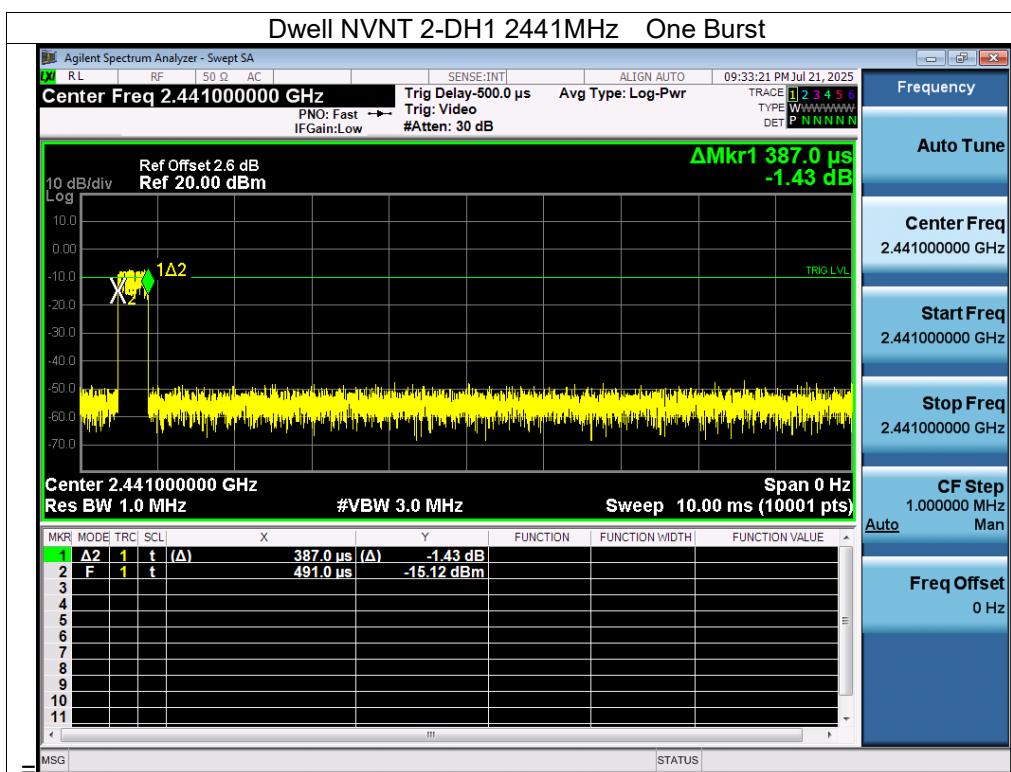 Dwell NVNT 2-DH1 2441MHz One Burst
Agilent Spectrum Analyzer - Swept SA
RL RF 50 Ω AC SENSE:INT ALIGN AUTO 09:33:21 PM Jul 21, 2025
Center Freq 2.441000000 GHz
PNO: Fast
IFGain:Low
Trig Delay-500.0 µs
Trig: Video
#Atten: 30 dB
Avg Type: Log-Pwr
TRACE 1 2 3 4 5 6
TYPE WWWWWW
DET P N N N N N
ΔMkr1 387.0 µs
-1.43 dB
Ref Offset 2.6 dB
10 dB/div Ref 20.00 dBm
Log
10.0
0.00
-10.0
-20.0
-30.0
-40.0
-50.0
-60.0
-70.0
1Δ2
X2
TRIG LVL
Center 2.441000000 GHz Span 0 Hz
Res BW 1.0 MHz #VBW 3.0 MHz Sweep 10.00 ms (10001 pts)
MKR MODE TRC SCL X Y FUNCTION FUNCTION WIDTH FUNCTION VALUE
1 Δ2 1 t (Δ) 387.0 µs (Δ) -1.43 dB
2 F 1 t 491.0 µs -15.12 dBm
3
4
5
6
7
8
9
10
11
MSG STATUS
Frequency
Auto Tune
Center Freq
2.441000000 GHz
Start Freq
2.441000000 GHz
Stop Freq
2.441000000 GHz
CF Step
1.000000 MHz
Auto Man
Freq Offset
0 Hz